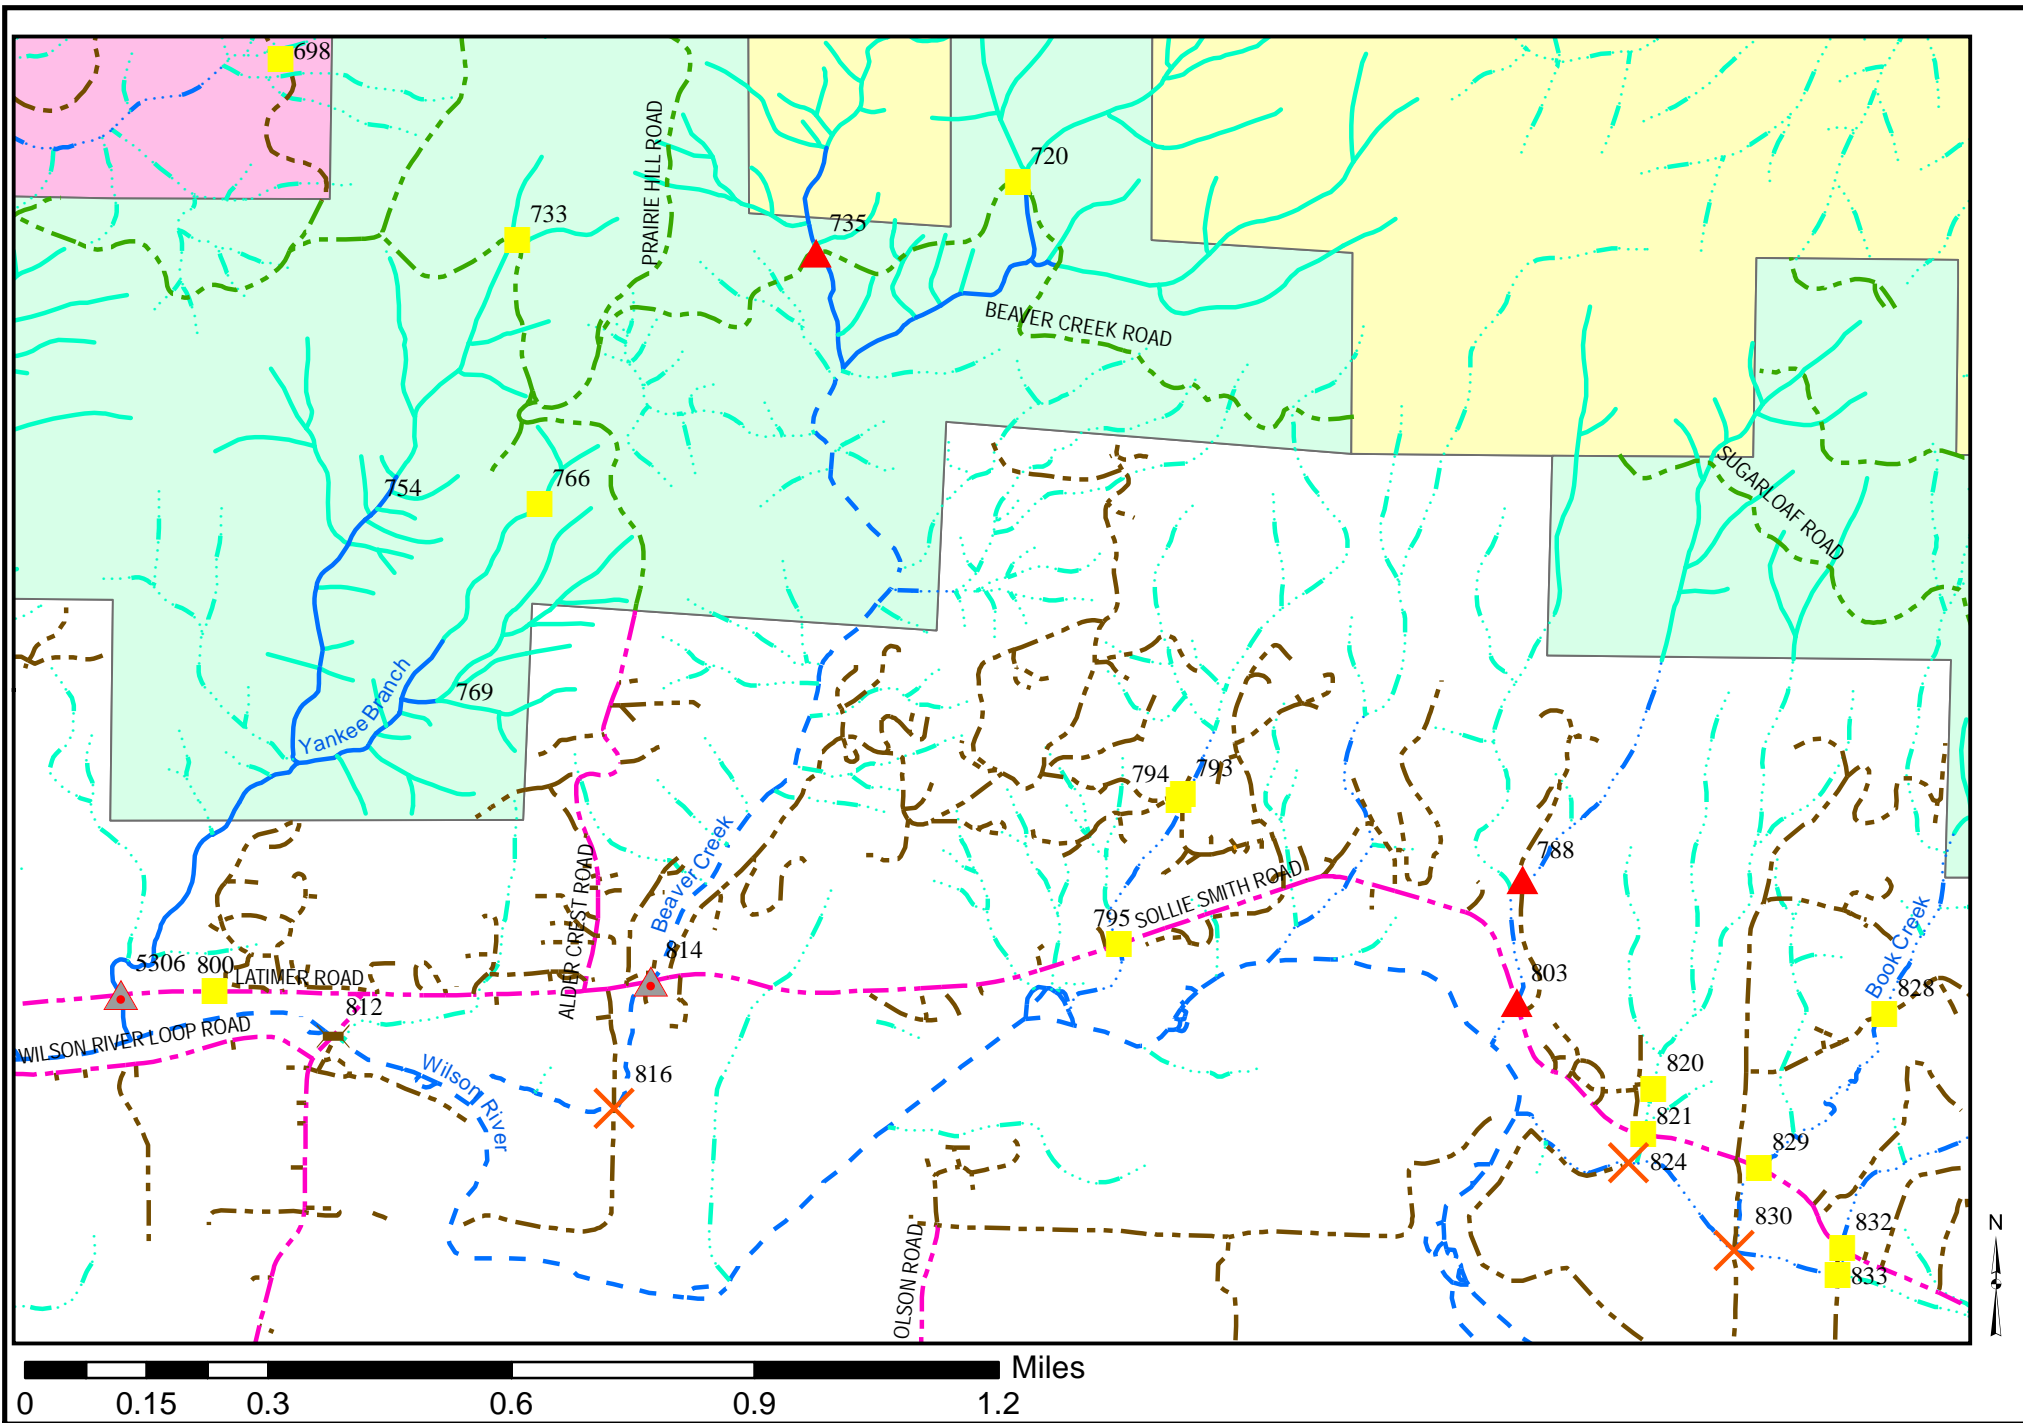 698
720
PRAIRIE HILL ROAD
733
735
BEAVER CREEK ROAD
766
754
SUGARLOAF ROAD
Yankee Branch
769
794
793
788
Beaver Creek
ALDER CREST ROAD
SOLLIE SMITH ROAD
795
814
5306
800
LATIMER ROAD
803
Book Creek
828
812
WILSON RIVER LOOP ROAD
Wilson River
816
820
821
824
829
830
832
833
OLSON ROAD
N
Miles
0
0.15
0.3
0.6
0.9
1.2